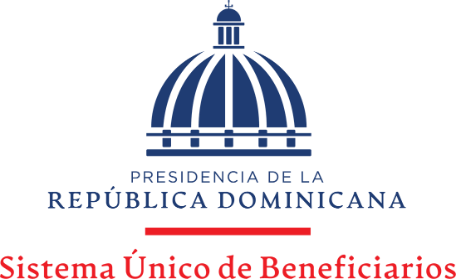 PRESIDENCIA DE LA
REPÚBLICA DOMINICANA
Sistema Único de Beneficiarios